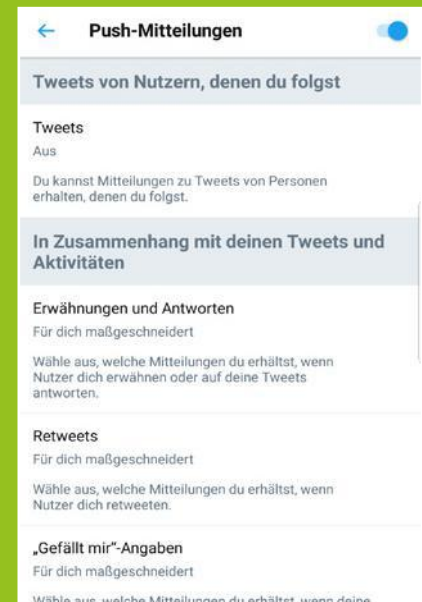 Push-Mitteilungen
Tweets von Nutzern, denen du folgst
Tweets
Aus
Du kannst Mitteilungen zu Tweets von Personen
erhalten, denen du folgst.
In Zusammenhang mit deinen Tweets und
Aktivitäten
Erwähnungen und Antworten
Für dich maßgeschneidert
Wähle aus, welche Mitteilungen du erhältst, wenn
Nutzer dich erwähnen oder auf deine Tweets
antworten.
Retweets
Für dich maßgeschneidert
Wähle aus, welche Mitteilungen du erhältst, wenn
Nutzer dich retweeten.
„Gefällt mir"-Angaben
Für dich maßgeschneidert
Wähle aus, welche Mitteilungen du erhältst, wenn deine